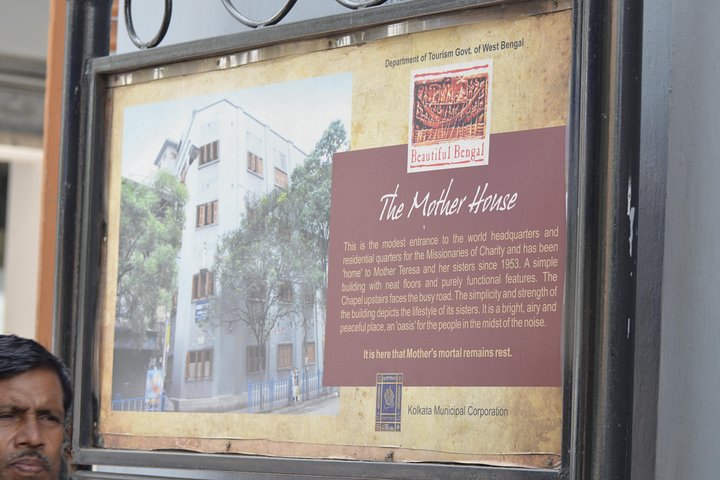 Department of Tourism Govt. of West Bengal
Beautiful Bengal
The Mother House
This is the modest entrance to the world headquarters and
residential quarters for the Missionaries of Charity and has been
'home' to Mother Teresa and her sisters since 1953. A simple
building with neat floors and purely functional features. The
Chapel upstairs faces the busy road. The simplicity and strength of
the building depicts the lifestyle of its sisters. It is a bright, airy and
peaceful place, an 'oasis' for the people in the midst of the noise.
It is here that Mother's mortal remains rest.
Kolkata Municipal Corporation